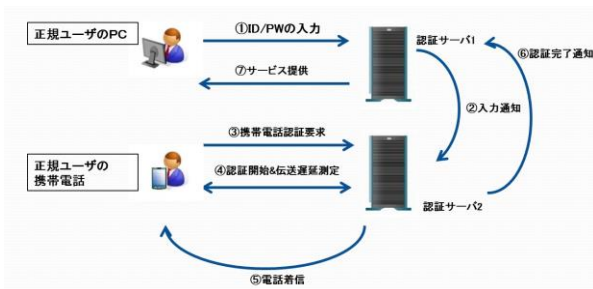 正規ユーザのPC
①ID/PWの入力
認証サーバ1
⑥認証完了通知
⑦サービス提供
②入力通知
③携帯電話認証要求
正規ユーザの
携帯電話
④認証開始&伝送遅延測定
認証サーバ2
⑤電話着信